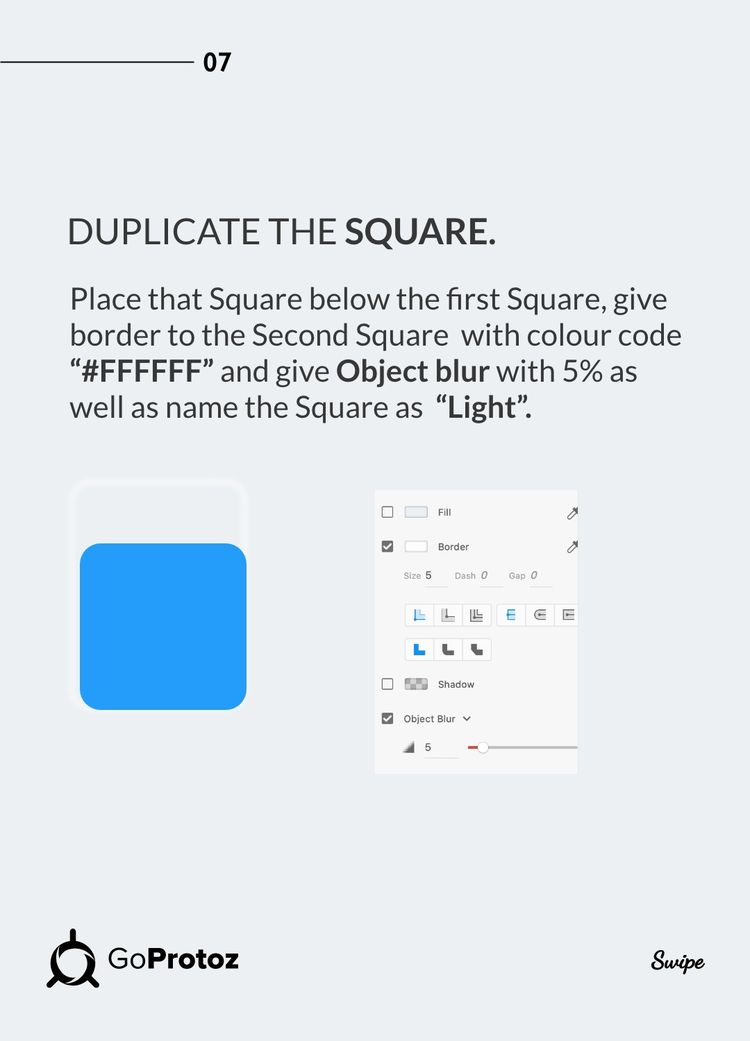 07
DUPLICATE THE SQUARE.
Place that Square below the first Square, give
border to the Second Square with colour code
“#FFFFFF” and give Object blur with 5% as
well as name the Square as “Light”.
Fill
Border
Size 5 Dash 0 Gap 0
Shadow
Object Blur
5
GoProtoz
Swipe